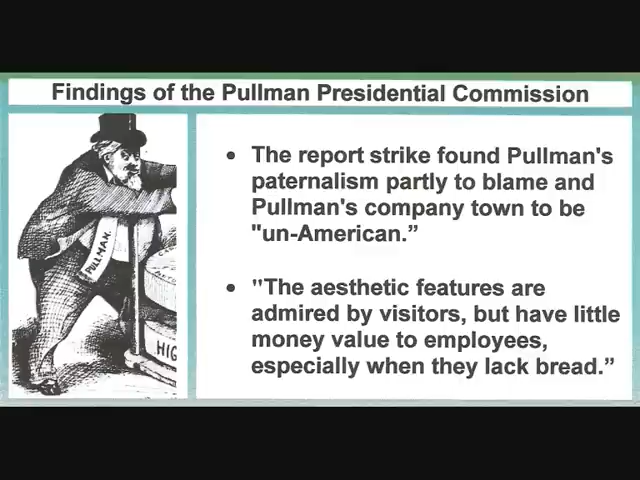 Findings of the Pullman Presidential Commission
• The report strike found Pullman's
paternalism partly to blame and
Pullman's company town to be
"un-American.”
• "The aesthetic features are
admired by visitors, but have little
money value to employees,
especially when they lack bread.”
PULLMAN.
HIG